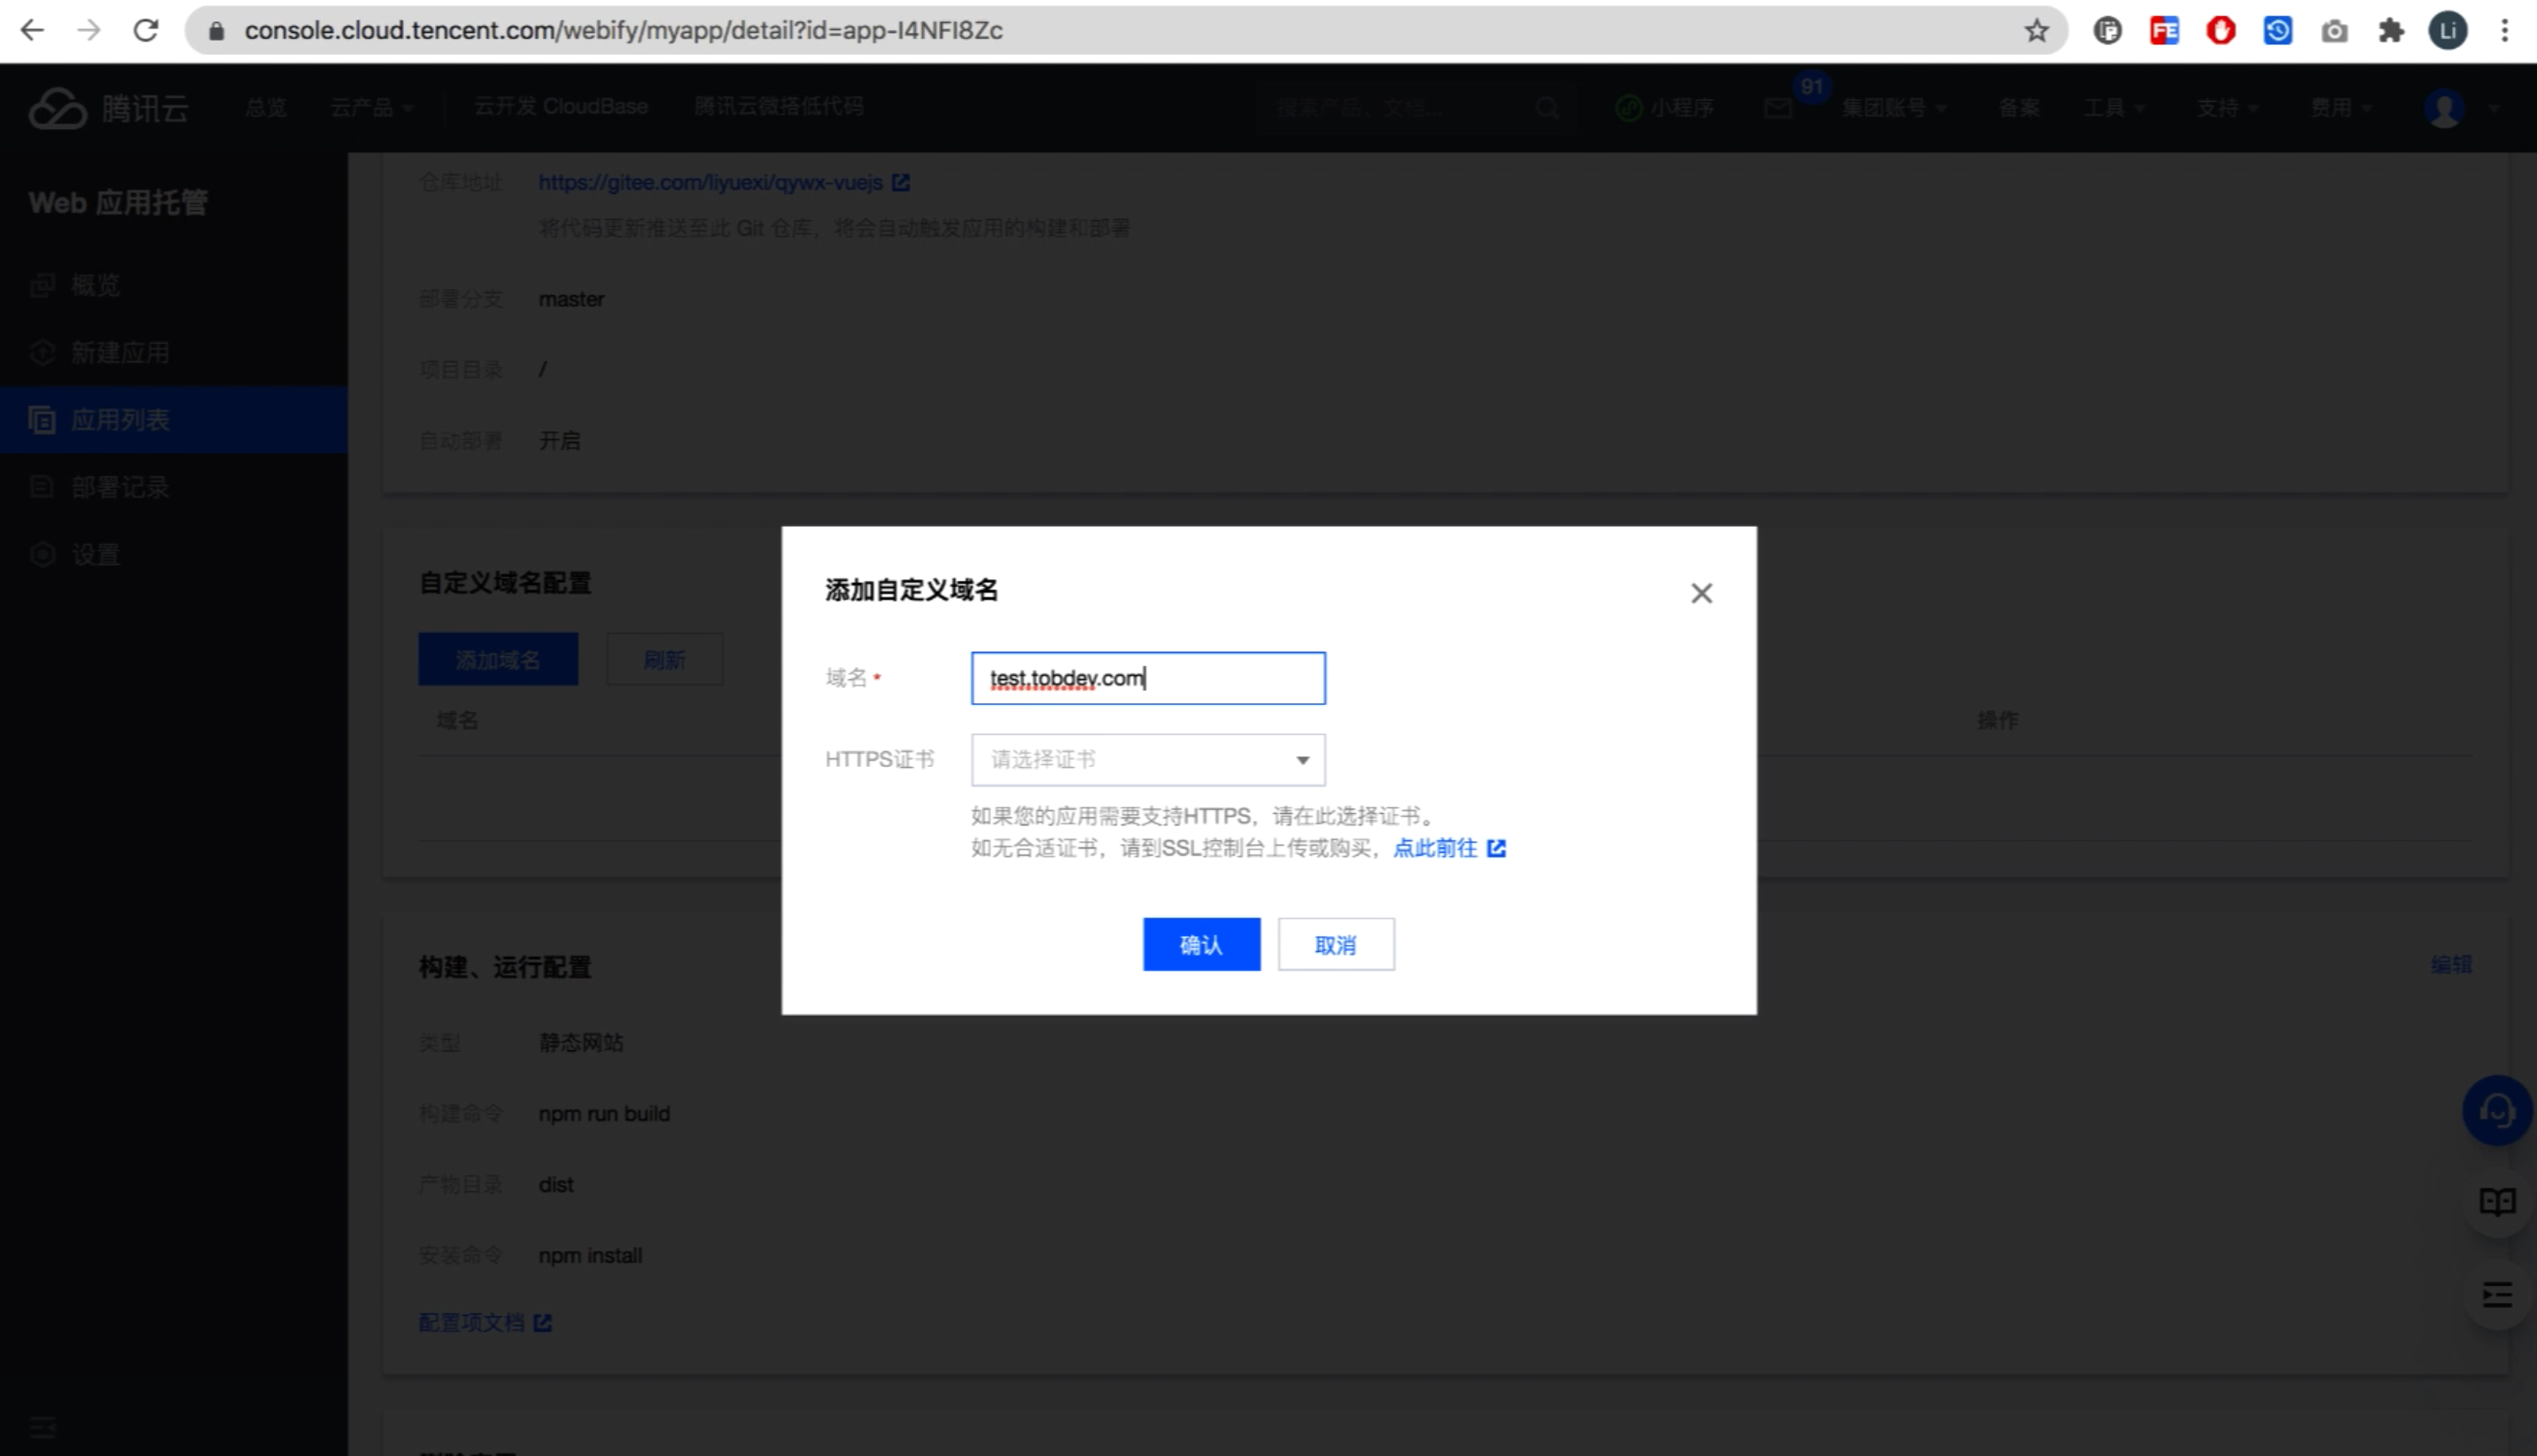 console.cloud.tencent.com/webify/myapp/detail?id=app-I4NFI8Zc
FE
Li
腾讯云
总览
云产品
云开发 CloudBase
腾讯云微搭低代码
搜索产品、文档...
小程序
91
集团账号
备案
工具
支持
费用
Web 应用托管
概览
新建应用
应用列表
部署记录
设置
仓库地址 https://gitee.com/liyuexi/qywx-vuejs
将代码更新推送至此 Git 仓库，将会自动触发应用的构建和部署
部署分支 master
项目目录 /
自动部署 开启
自定义域名配置
添加域名 刷新
域名 操作
添加自定义域名
域名 * test.tobdev.com
HTTPS证书 请选择证书
如果您的应用需要支持HTTPS，请在此选择证书。
如无合适证书，请到SSL控制台上传或购买，点此前往
确认 取消
构建、运行配置 编辑
类型 静态网站
构建命令 npm run build
产物目录 dist
安装命令 npm install
配置项文档